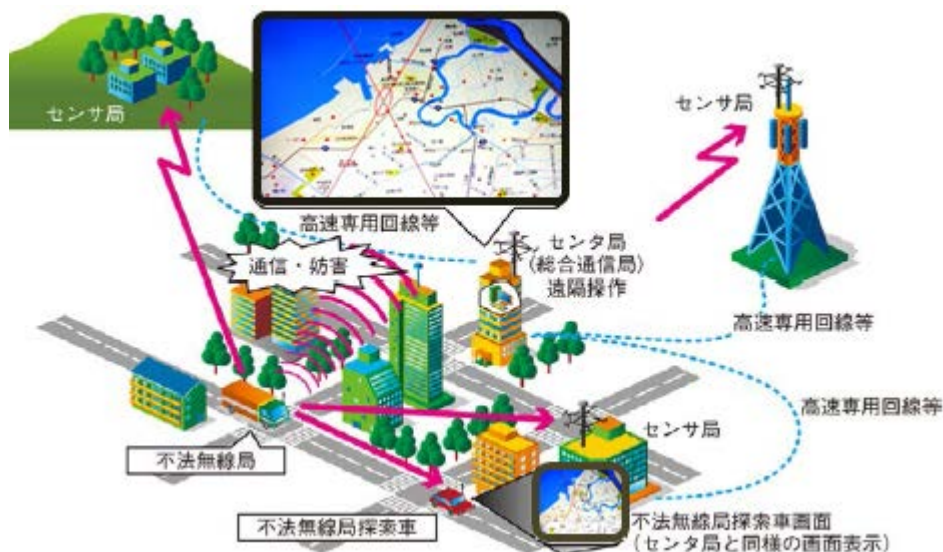 センサ局
センサ局
高速専用回線等
通信・妨害
センタ局
(総合通信局)
遠隔操作
高速専用回線等
高速専用回線等
センサ局
不法無線局
不法無線局探索車
不法無線局探索車画面
(センタ局と同様の画面表示)